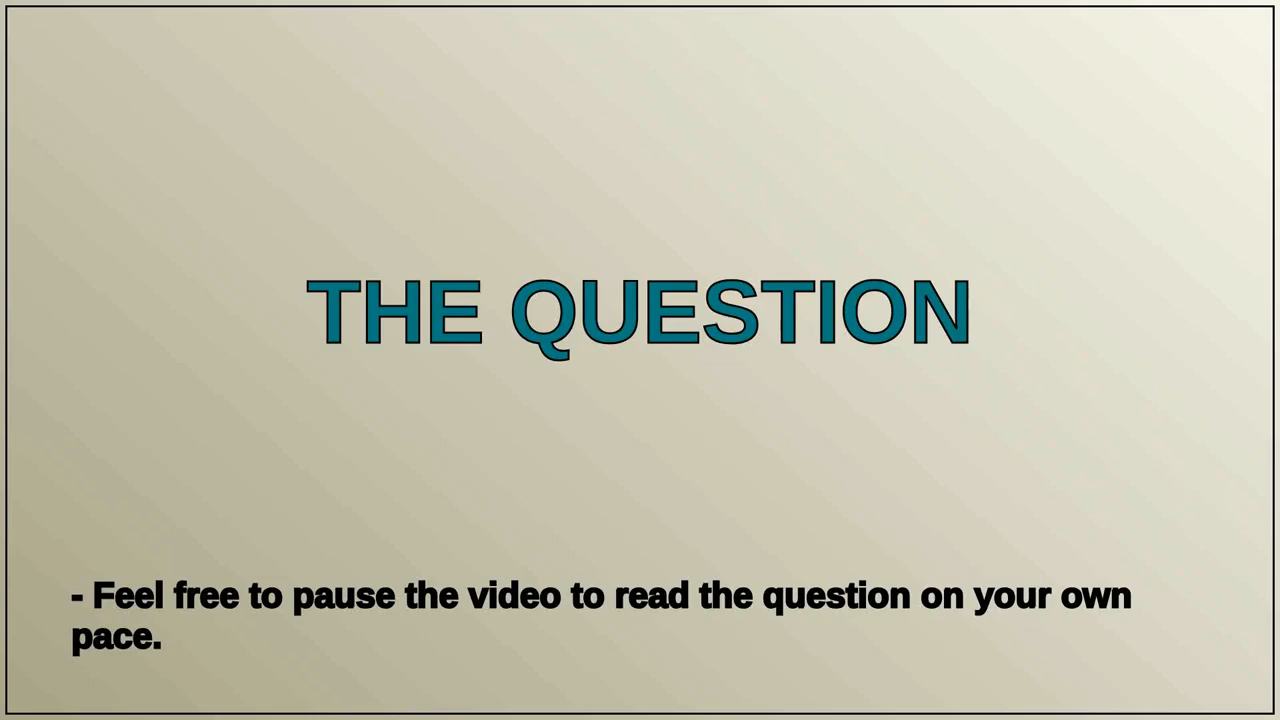 THE QUESTION
- Feel free to pause the video to read the question on your own
pace.